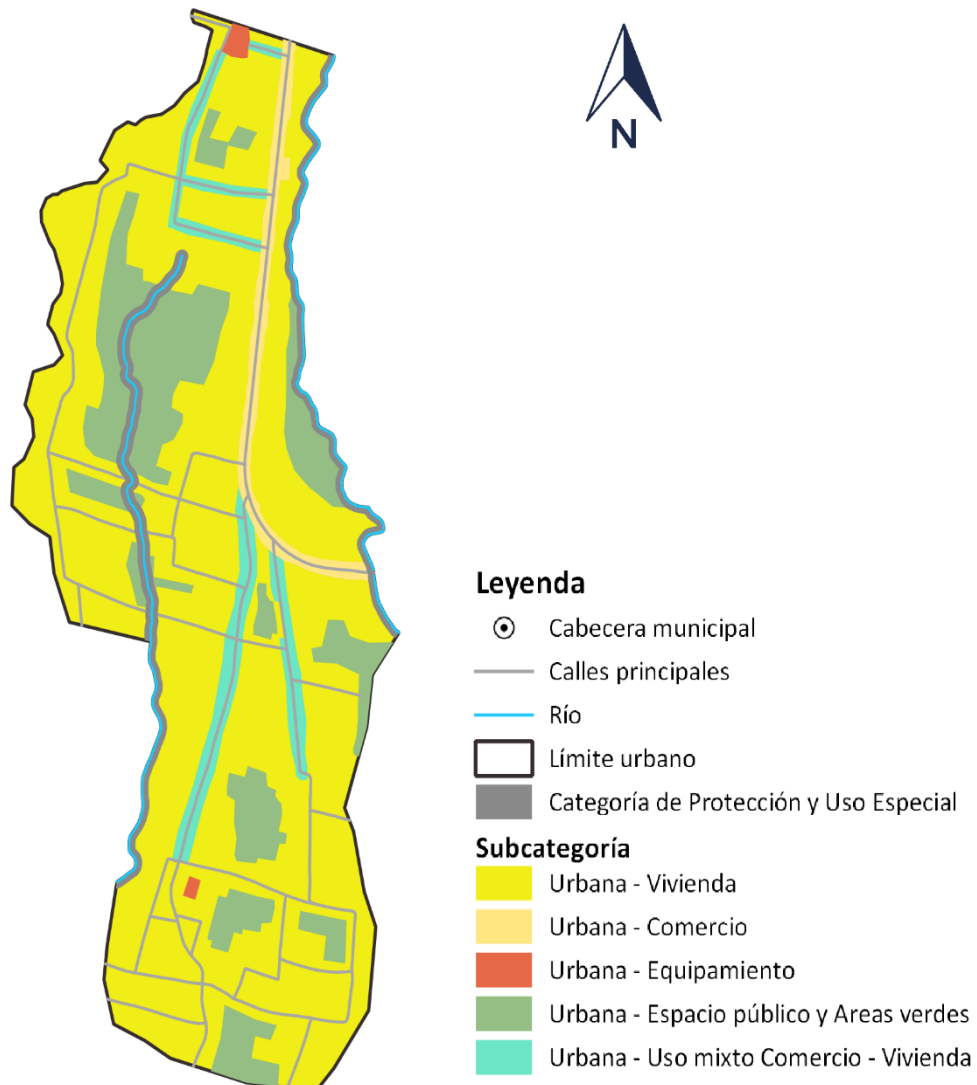 N
Leyenda
Cabecera municipal
Calles principales
Río
Límite urbano
Categoría de Protección y Uso Especial
Subcategoría
Urbana - Vivienda
Urbana - Comercio
Urbana - Equipamiento
Urbana - Espacio público y Areas verdes
Urbana - Uso mixto Comercio - Vivienda